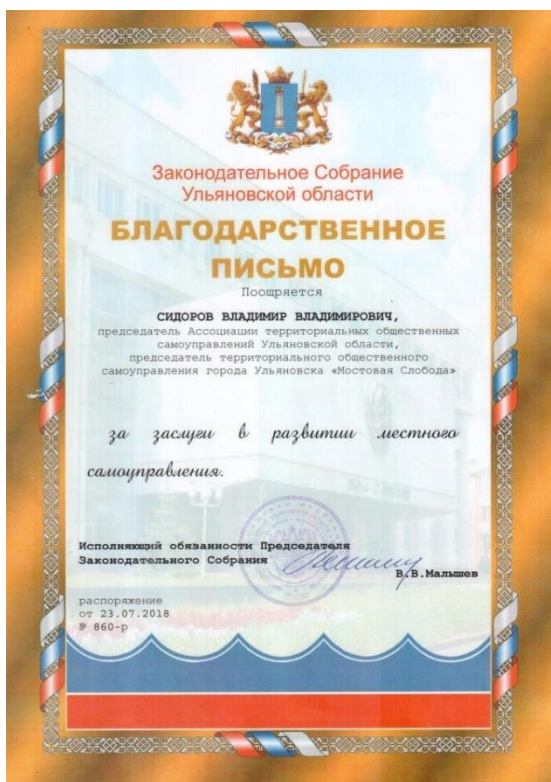 Законодательное Собрание
Ульяновской области
БЛАГОДАРСТВЕННОЕ
ПИСЬМО
Поощряется
СИДОРОВ ВЛАДИМИР ВЛАДИМИРОВИЧ,
председатель Ассоциации территориальных общественных
самоуправлений Ульяновской области,
председатель территориального общественного
самоуправления города Ульяновска «Мостовая Слобода»
за заслуги в развитии местного
самоуправления.
Исполняющий обязанности Председателя
Законодательного Собрания
В.В.Малышев
распоряжение
от 23.07.2018
№ 860-р